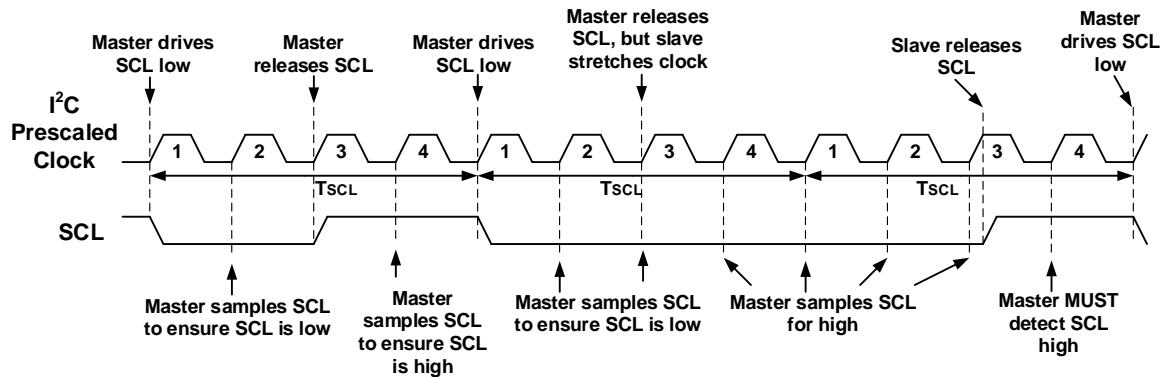 Master drives
SCL low
Master
releases SCL
Master drives
SCL low
Master releases
SCL, but slave
stretches clock
Slave releases
SCL
Master
drives SCL
low
I²C
Prescaled
Clock
1 2 3 4 1 2 3 4 1 2 3 4
TSCL TSCL TSCL
SCL
Master samples SCL
to ensure SCL is low
Master
samples SCL
to ensure SCL
is high
Master samples SCL
to ensure SCL is low
Master samples SCL
for high
Master MUST
detect SCL
high